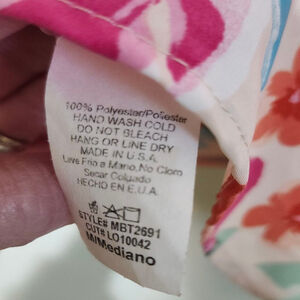 100% Polyester/Poliester
HAND WASH COLD
DO NOT BLEACH
HANG OR LINE DRY
MADE IN U.S.A.
Lave Frio a Mano, No Cloro
Secar Colgado
HECHO EN E.U.A.
STYLE# MBT2691
CUT# LO10042
M/Mediano